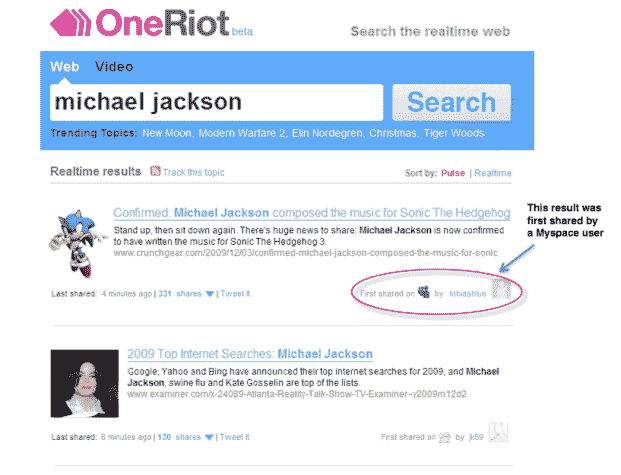 OneRiot beta
Search the realtime web
Web Video
michael jackson Search
Trending Topics: New Moon, Modern Warfare 2, Elin Nordegren, Christmas, Tiger Woods
Realtime results Track this topic Sort by: Pulse | Realtime
This result was
first shared by
a Myspace user
Confirmed: Michael Jackson composed the music for Sonic The Hedgehog
Stand up, then sit down again. There's huge news to share: Michael Jackson is now confirmed
to have written the music for Sonic The Hedgehog 3.
www.crunchgear.com/2009/12/03/confirmed-michael-jackson-composed-the-music-for-sonic
Last shared: 4 minutes ago | 331 shares | Tweet it First shared on by tobiasblue
2009 Top Internet Searches: Michael Jackson
Google, Yahoo and Bing have announced their top internet searches for 2009, and Michael
Jackson, swine flu and Kate Gosselin are top of the lists.
www.examiner.com/x-24089-Atlanta-Reality-Talk-Show-TV-Examiner~y2009m12d2
Last shared: 8 minutes ago | 130 shares | Tweet it First shared on by jk59